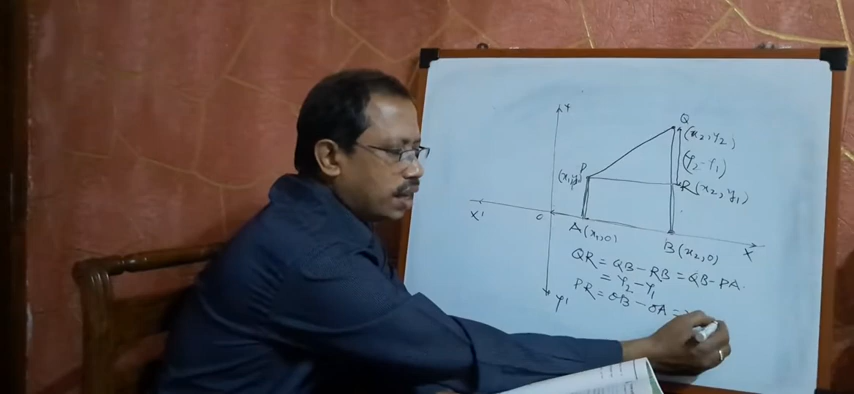 Y
Q
(x2, y2)
P
(x1, y1)
(y2 - y1)
R(x2, y1)
X'
O
A(x1, 0)
B(x2, 0)
X
QR = QB - RB = QB - PA.
= y2 - y1
PR = OB - OA =
Y'